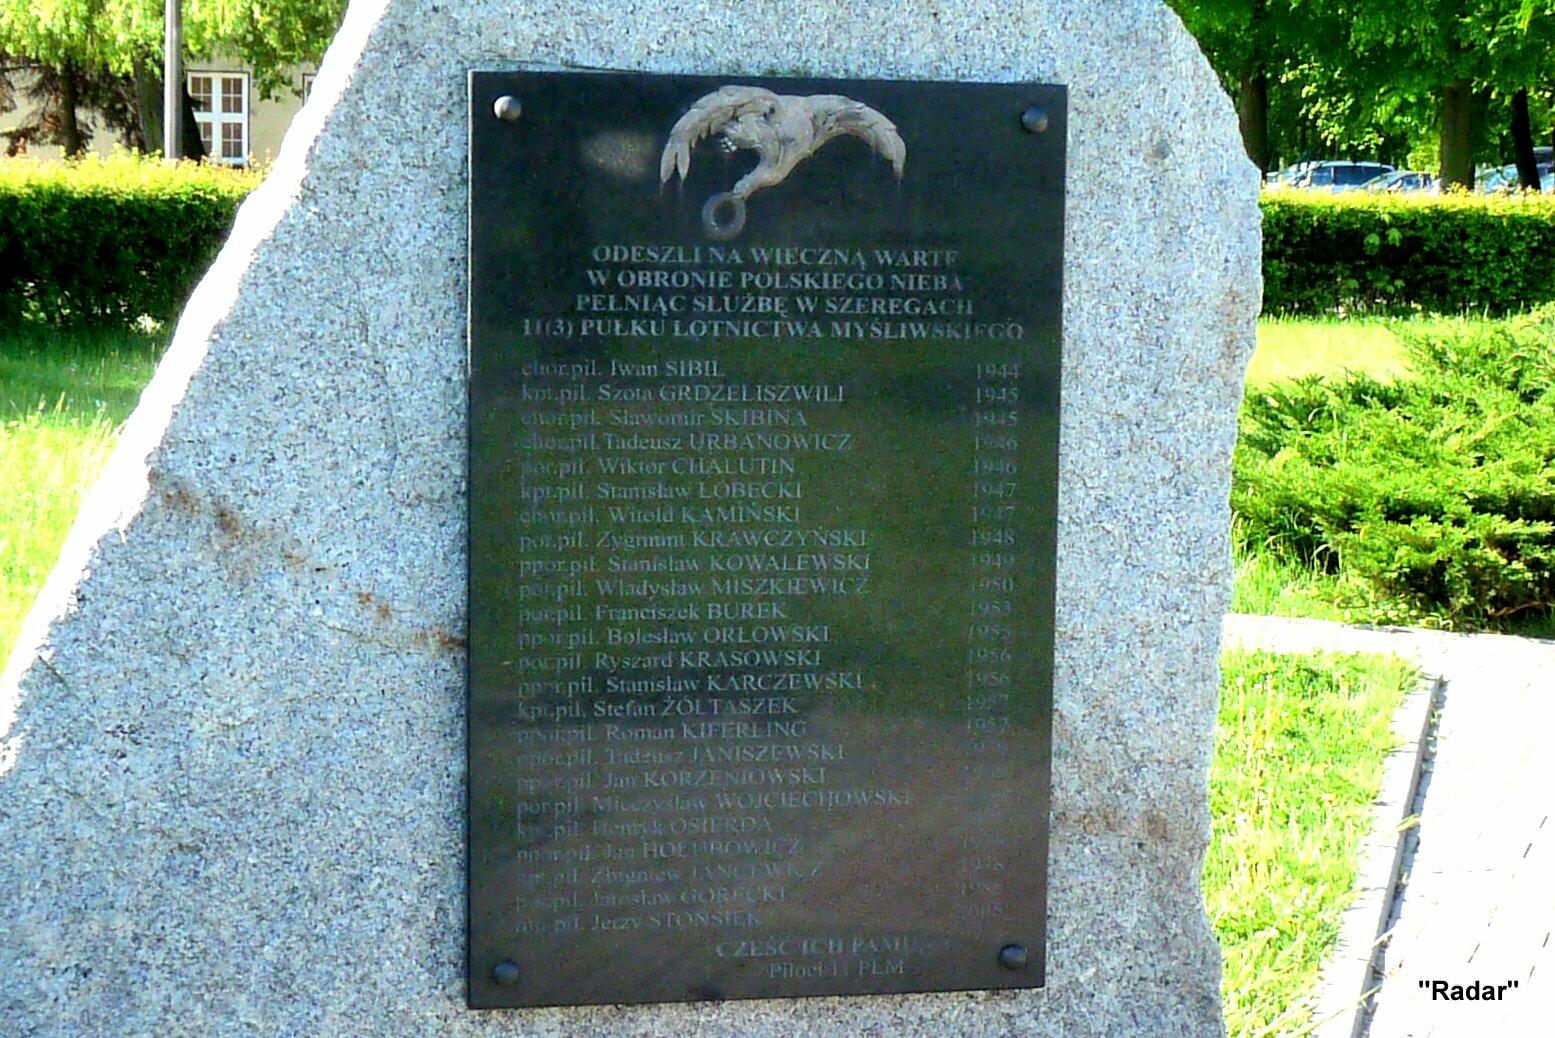 ODESZLI NA WIECZNĄ WARTĘ
W OBRONIE POLSKIEGO NIEBA
PEŁNIĄC SŁUŻBĘ W SZEREGACH
11(3) PUŁKU LOTNICTWA MYŚLIWSKIEGO
chor.pil. Iwan SIBIL 1944
kpt.pil. Szota GRDZELISZWILI 1945
chor.pil. Sławomir SKIBINA 1945
chor.pil. Tadeusz URBANOWICZ 1946
por.pil. Wiktor CHALUTIN 1946
kpt.pil. Stanisław ŁOBECKI 1947
chor.pil. Witold KAMIŃSKI 1947
por.pil. Zygmunt KRAWCZYŃSKI 1948
ppor.pil. Stanisław KOWALEWSKI 1949
por.pil. Władysław MISZKIEWICZ 1950
por.pil. Franciszek BUREK 1953
ppor.pil. Bolesław ORŁOWSKI
por.pil. Ryszard KRASOWSKI 1956
ppor.pil. Stanisław KARCZEWSKI 1956
kpt.pil. Stefan ŻÓŁTASZEK 1957
ppor.pil. Roman KIFERLING 1957
ppor.pil. Tadeusz JANISZEWSKI
ppor.pil. Jan KORZENIOWSKI
por.pil. Mieczysław WOJCIECHOWSKI
pil. Henryk OSIERDA
ppor.pil. Jan HOŁUBOWICZ
pil. Zbigniew
pil. Jarosław GÓRECKI
pil. Jerzy STONSIEK
CZEŚĆ ICH PAMIĘCI
Piloci 11 PLM
"Radar"